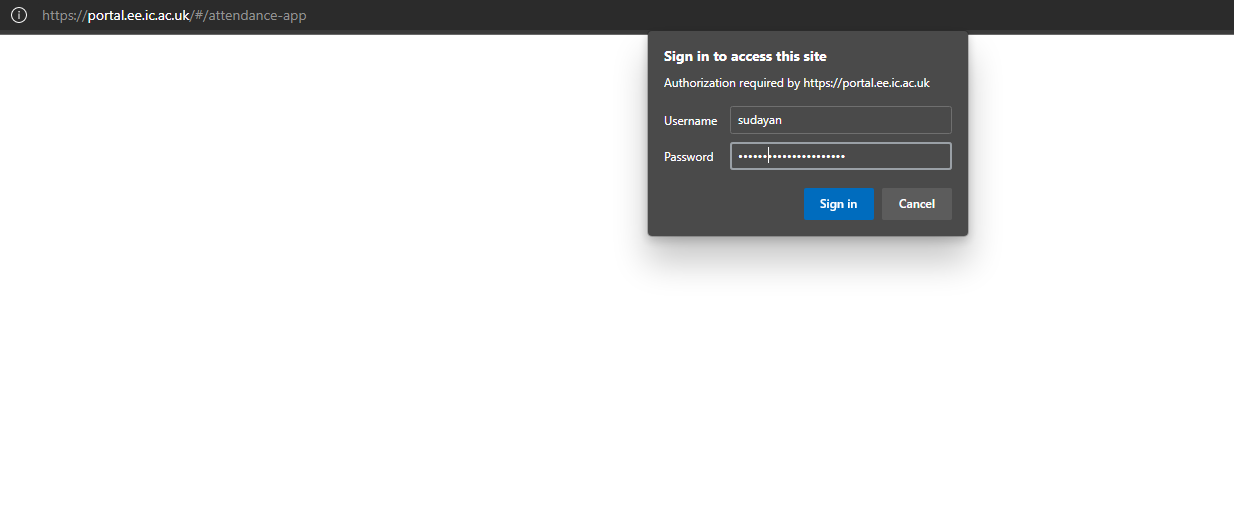 https://portal.ee.ic.ac.uk/#/attendance-app
Sign in to access this site
Authorization required by https://portal.ee.ic.ac.uk
Username sudayan
Password ••••••••••••••••••••••
Sign in Cancel